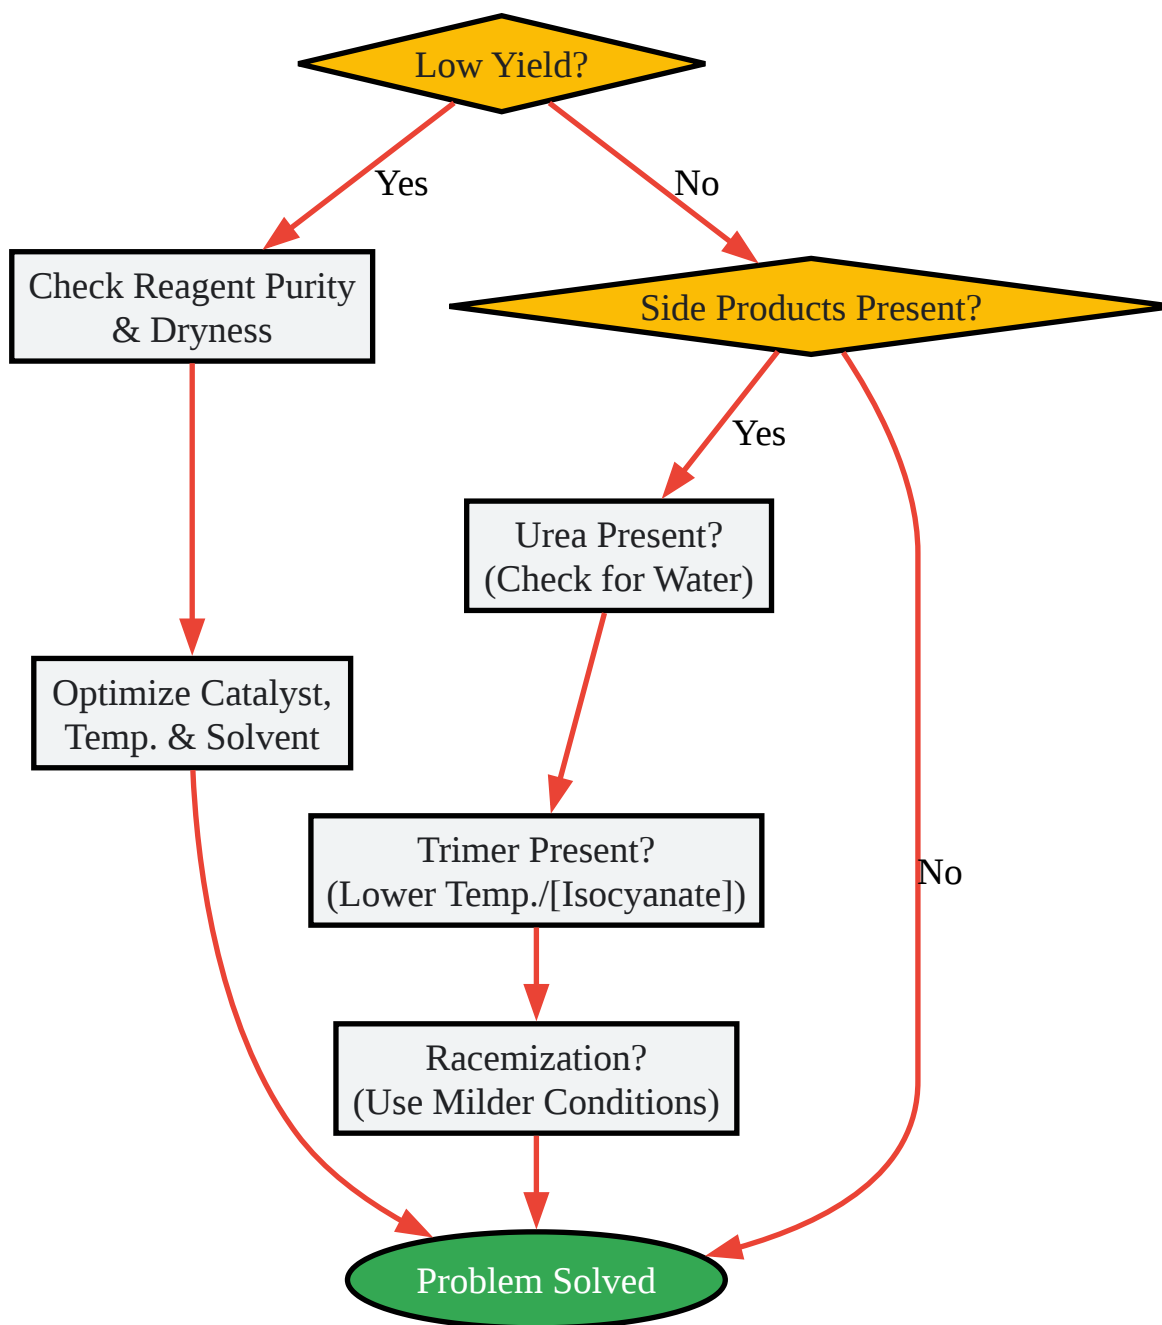 Low Yield?
Yes
No
Check Reagent Purity
& Dryness
Side Products Present?
Yes
Urea Present?
(Check for Water)
Optimize Catalyst,
Temp. & Solvent
Trimer Present?
(Lower Temp./[Isocyanate])
No
Racemization?
(Use Milder Conditions)
Problem Solved